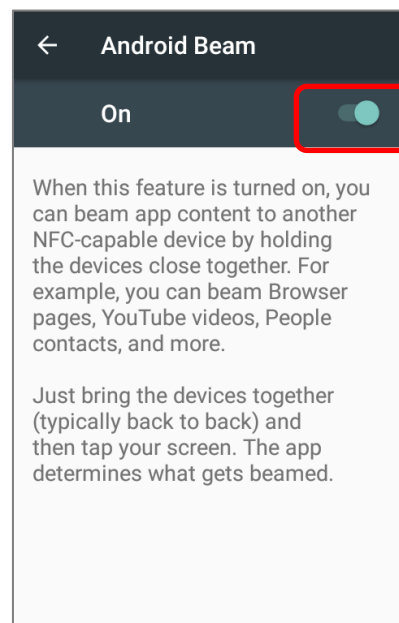 Android Beam
On
When this feature is turned on, you
can beam app content to another
NFC-capable device by holding
the devices close together. For
example, you can beam Browser
pages, YouTube videos, People
contacts, and more.
Just bring the devices together
(typically back to back) and
then tap your screen. The app
determines what gets beamed.